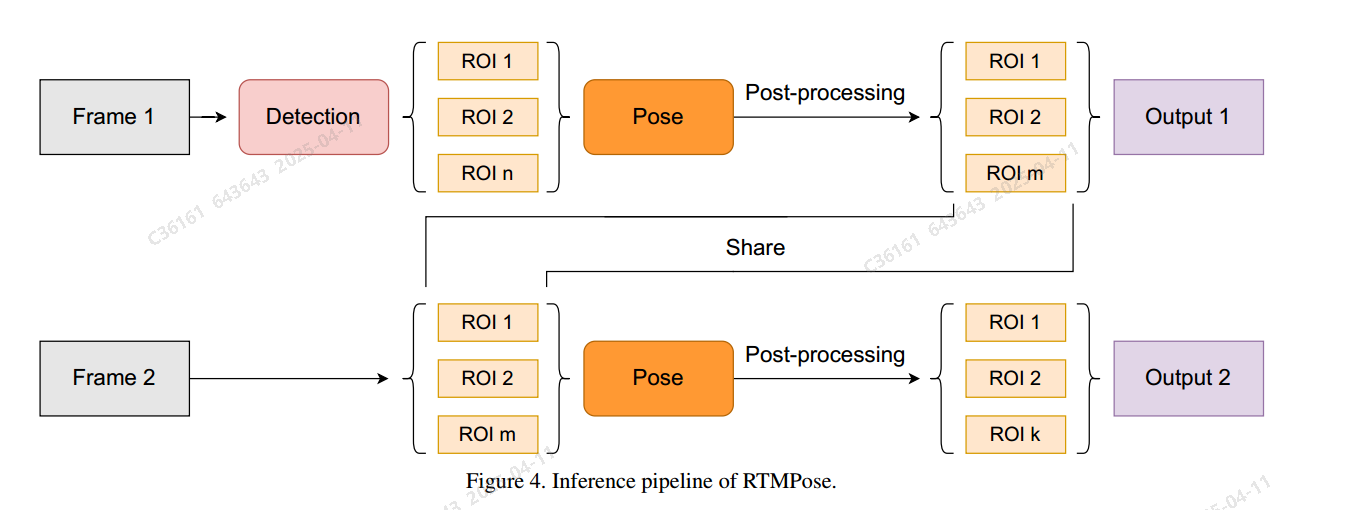 Frame 1
Detection
ROI 1
ROI 2
ROI n
Pose
Post-processing
ROI 1
ROI 2
ROI m
Output 1
Share
Frame 2
ROI 1
ROI 2
ROI m
Pose
Post-processing
ROI 1
ROI 2
ROI k
Output 2
Figure 4. Inference pipeline of RTMPose.
C36161 643643 2025-04-11
C36161 643643 2025-04-11